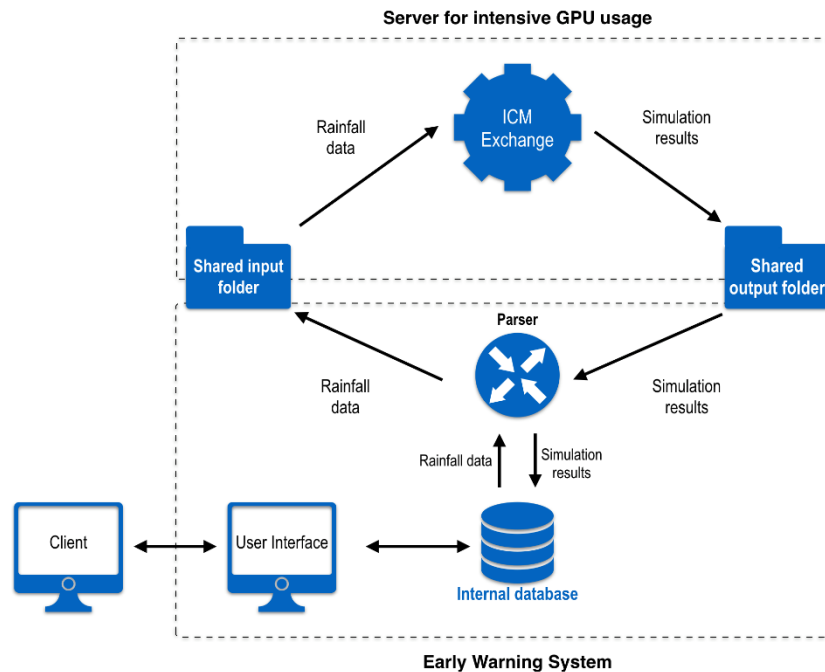 Server for intensive GPU usage
ICM
Exchange
Rainfall
data
Simulation
results
Shared input
folder
Shared
output folder
Parser
Rainfall
data
Simulation
results
Rainfall data
Simulation
results
Client
User Interface
Internal database
Early Warning System